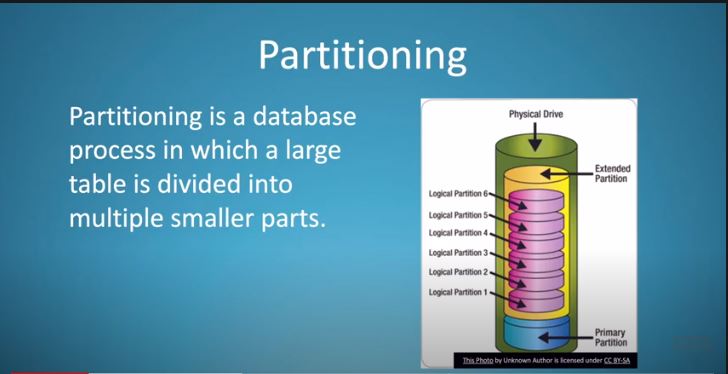 Partitioning
Partitioning is a database
process in which a large
table is divided into
multiple smaller parts.
Physical Drive
Extended
Partition
Logical Partition 6
Logical Partition 5
Logical Partition 4
Logical Partition 3
Logical Partition 2
Logical Partition 1
Primary
Partition
This Photo by Unknown Author is licensed under CC BY-SA